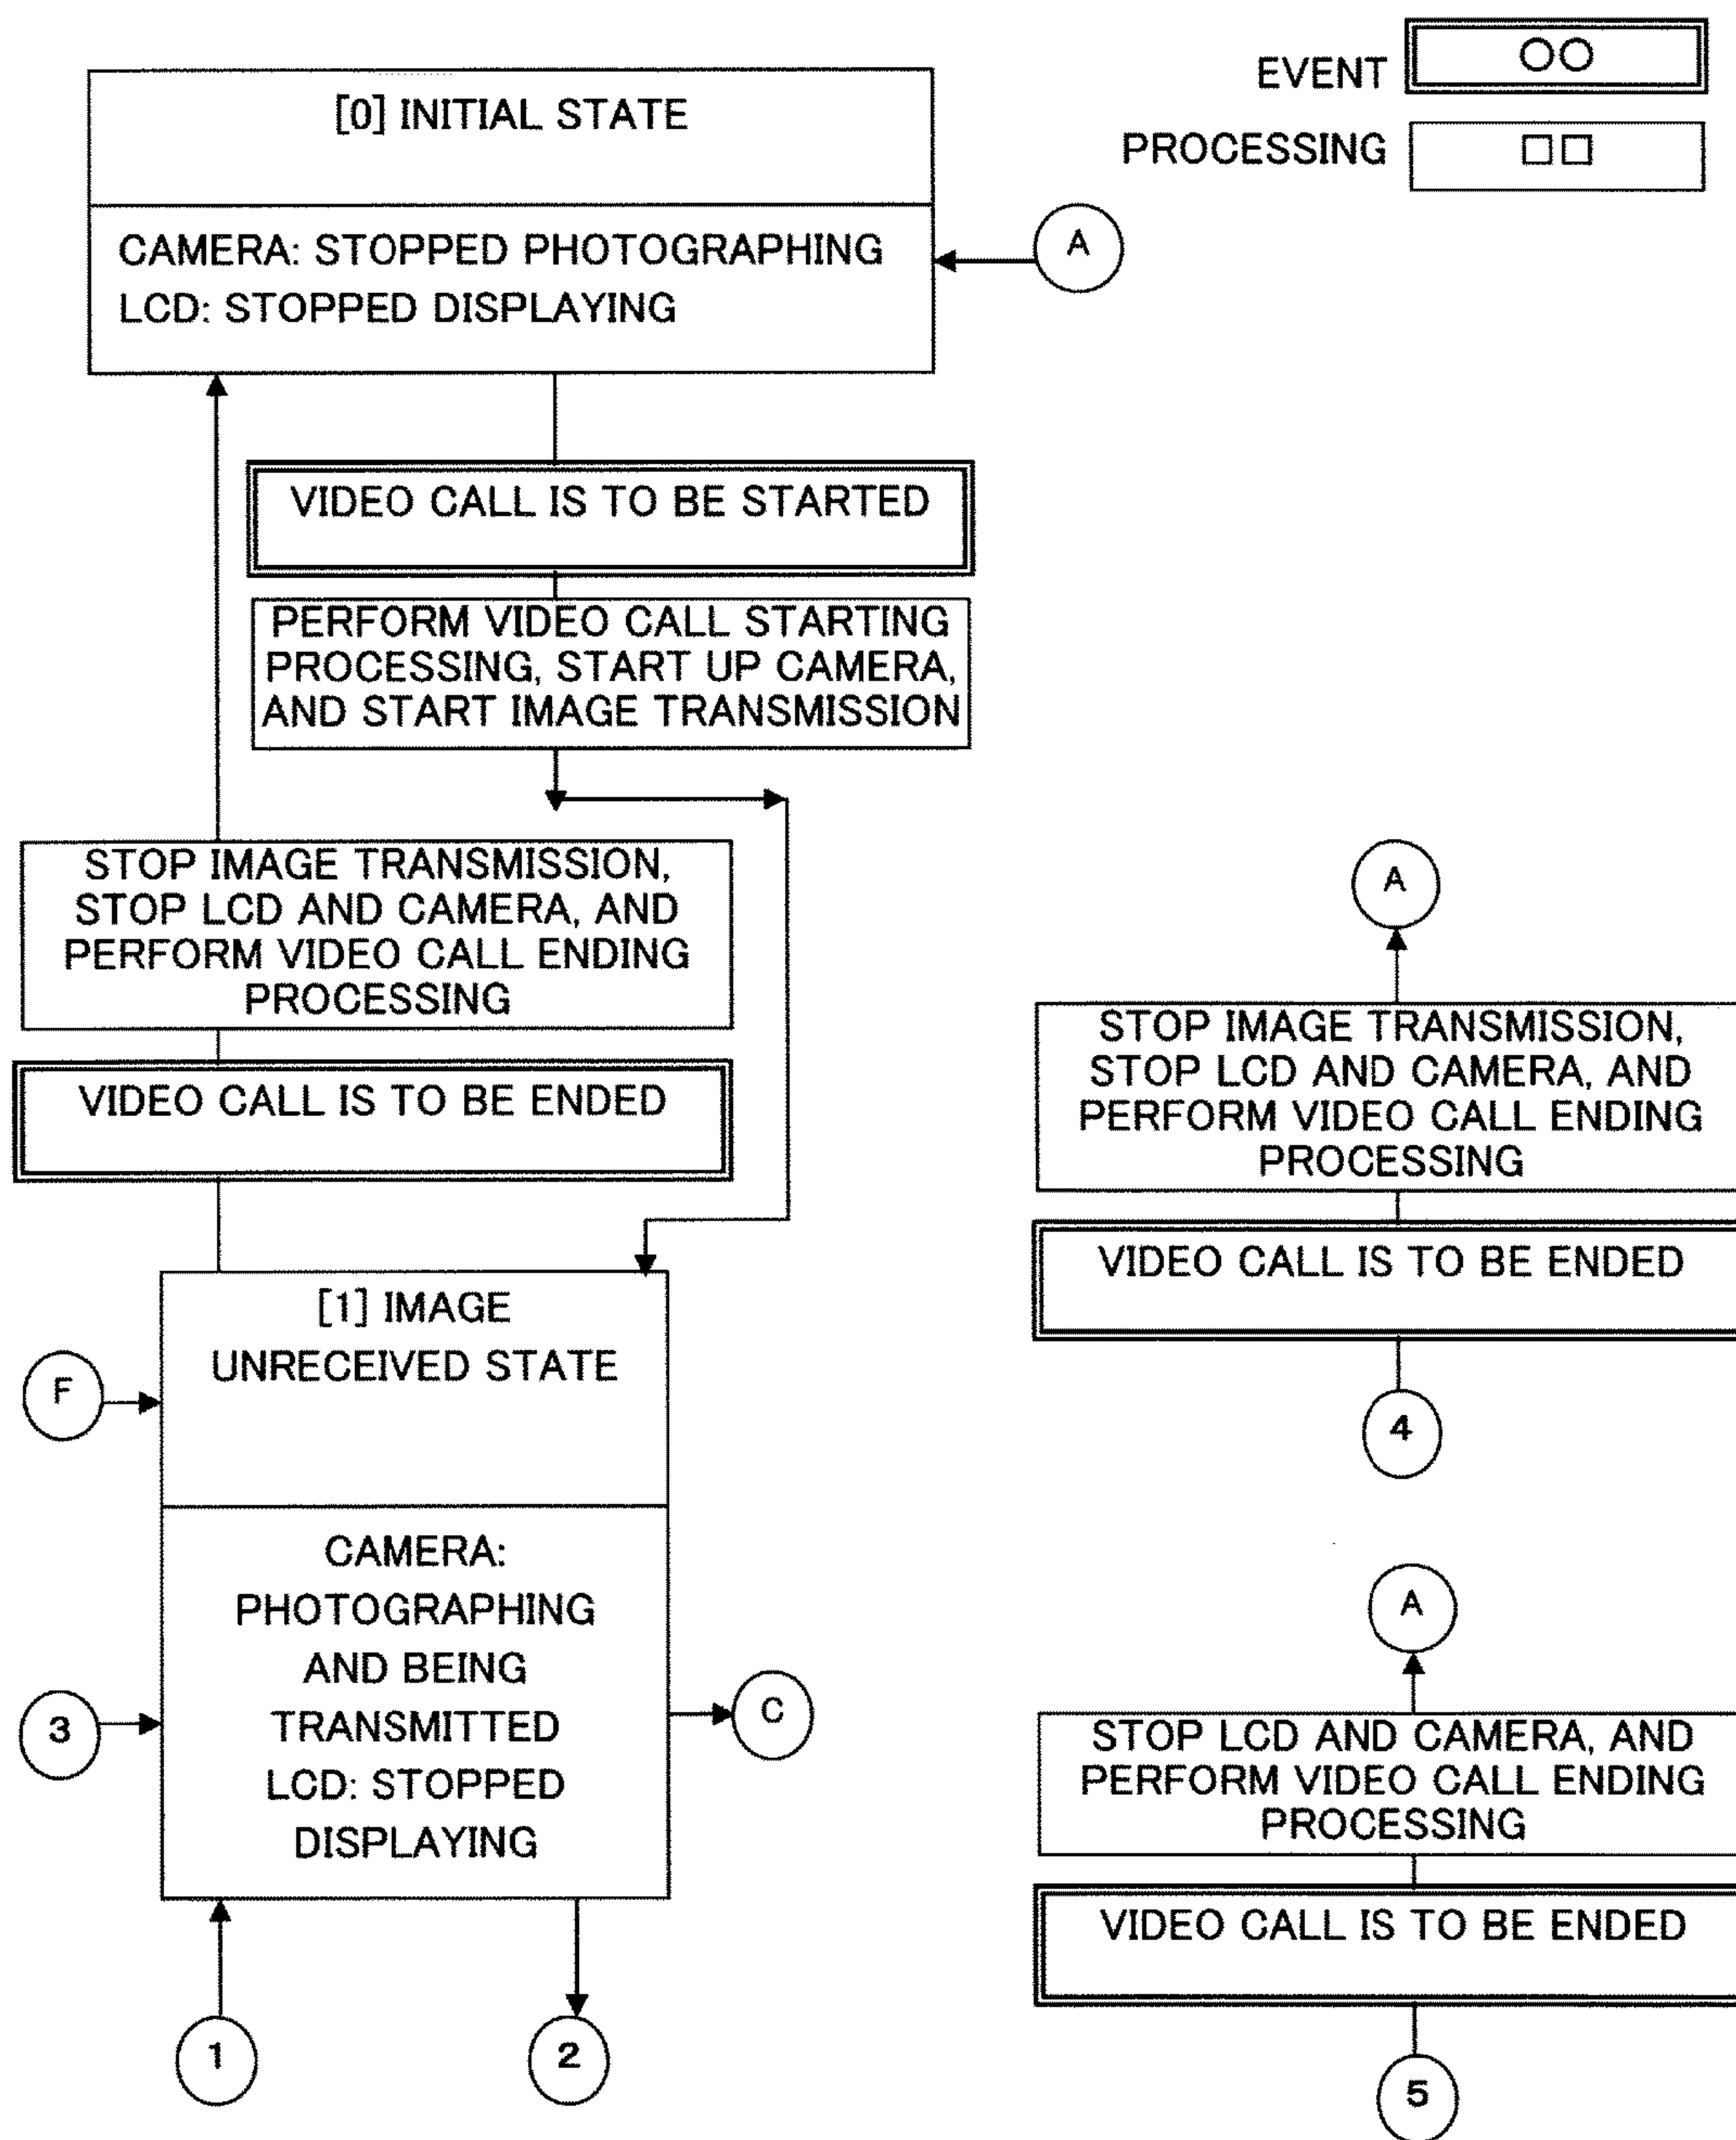 EVENT ○○
PROCESSING □□
[0] INITIAL STATE
CAMERA: STOPPED PHOTOGRAPHING
LCD: STOPPED DISPLAYING
A
VIDEO CALL IS TO BE STARTED
PERFORM VIDEO CALL STARTING
PROCESSING, START UP CAMERA,
AND START IMAGE TRANSMISSION
STOP IMAGE TRANSMISSION,
STOP LCD AND CAMERA, AND
PERFORM VIDEO CALL ENDING
PROCESSING
VIDEO CALL IS TO BE ENDED
[1] IMAGE
UNRECEIVED STATE
F
CAMERA:
PHOTOGRAPHING
AND BEING
TRANSMITTED
LCD: STOPPED
DISPLAYING
3
C
1
2
A
STOP IMAGE TRANSMISSION,
STOP LCD AND CAMERA, AND
PERFORM VIDEO CALL ENDING
PROCESSING
VIDEO CALL IS TO BE ENDED
4
A
STOP LCD AND CAMERA, AND
PERFORM VIDEO CALL ENDING
PROCESSING
VIDEO CALL IS TO BE ENDED
5